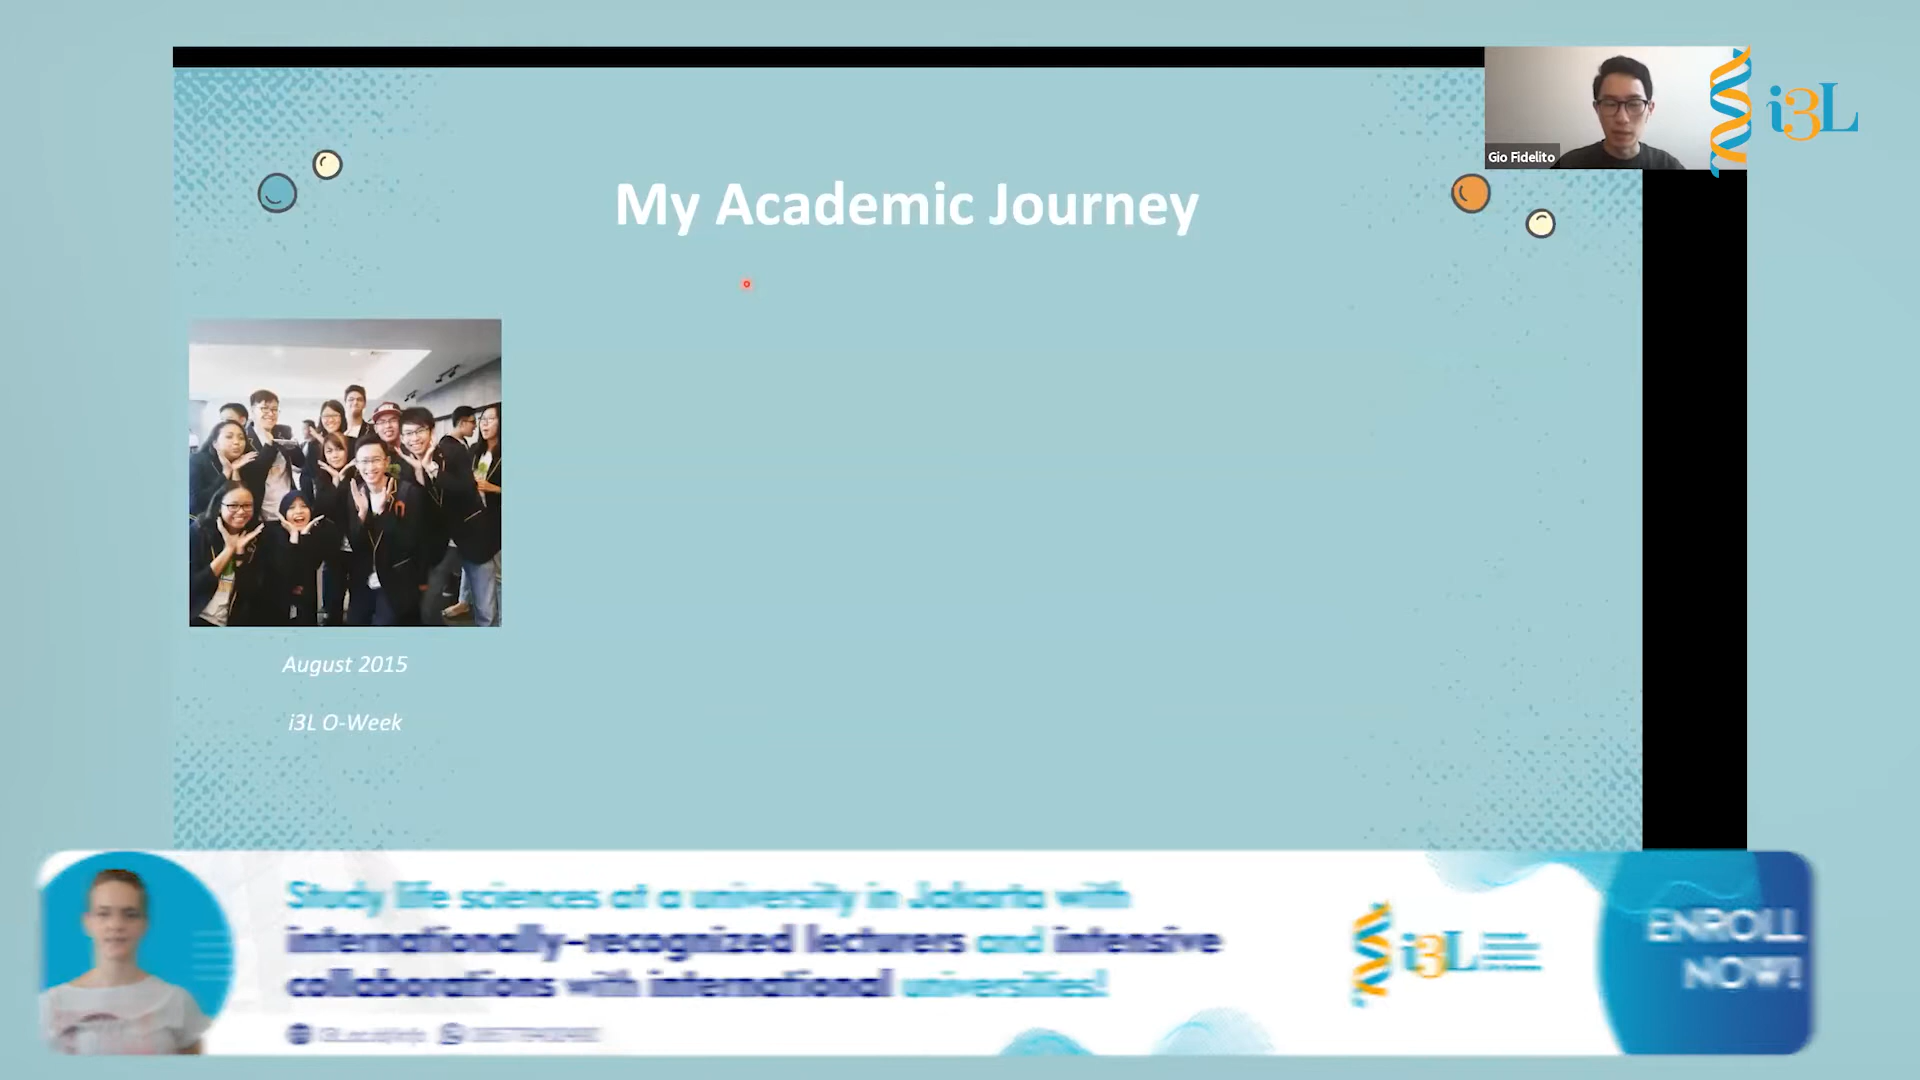 Gio Fidelito
i3L
My Academic Journey
August 2015
i3L O-Week
Study life sciences at a university in Jakarta with
internationally-recognized lecturers and intensive
collaborations with international universities!
i3L
ENROLL
NOW!